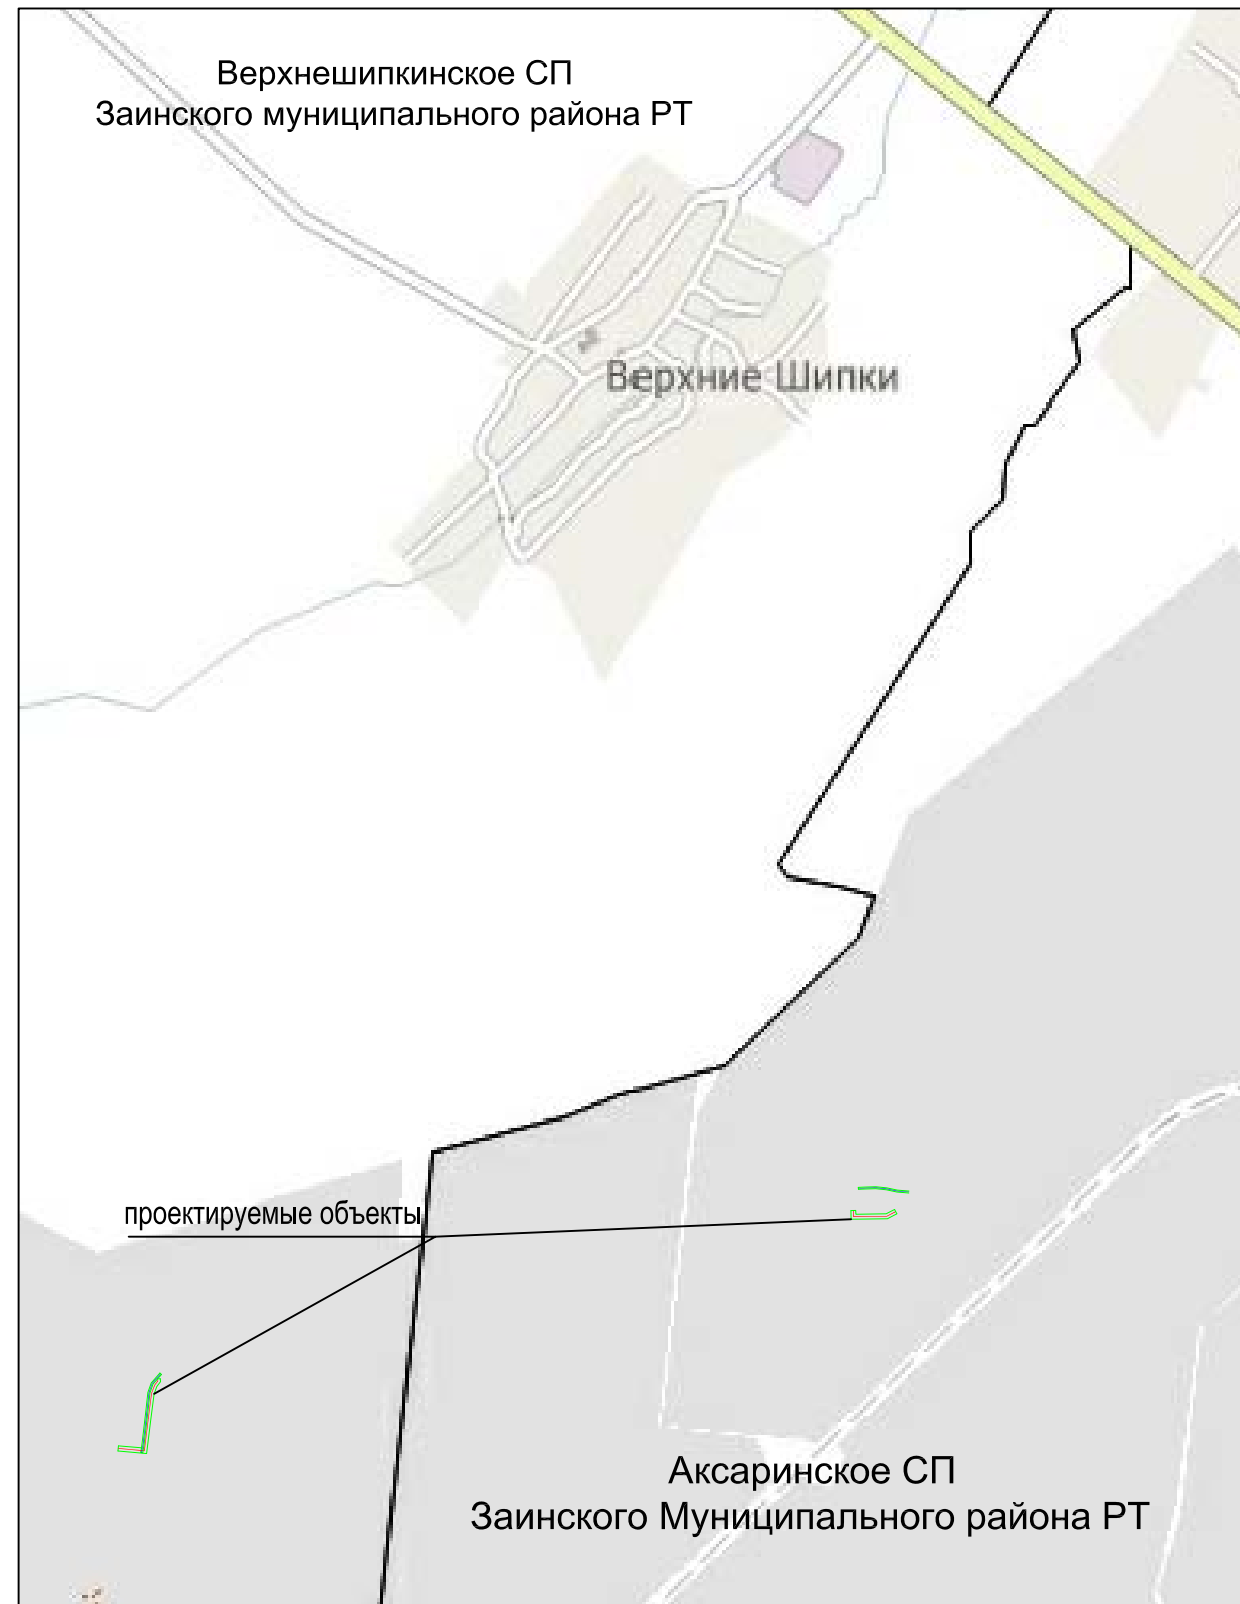 Верхнешипкинское СП
Заинского муниципального района РТ
Верхние Шипки
проектируемые объекты
Аксаринское СП
Заинского Муниципального района РТ